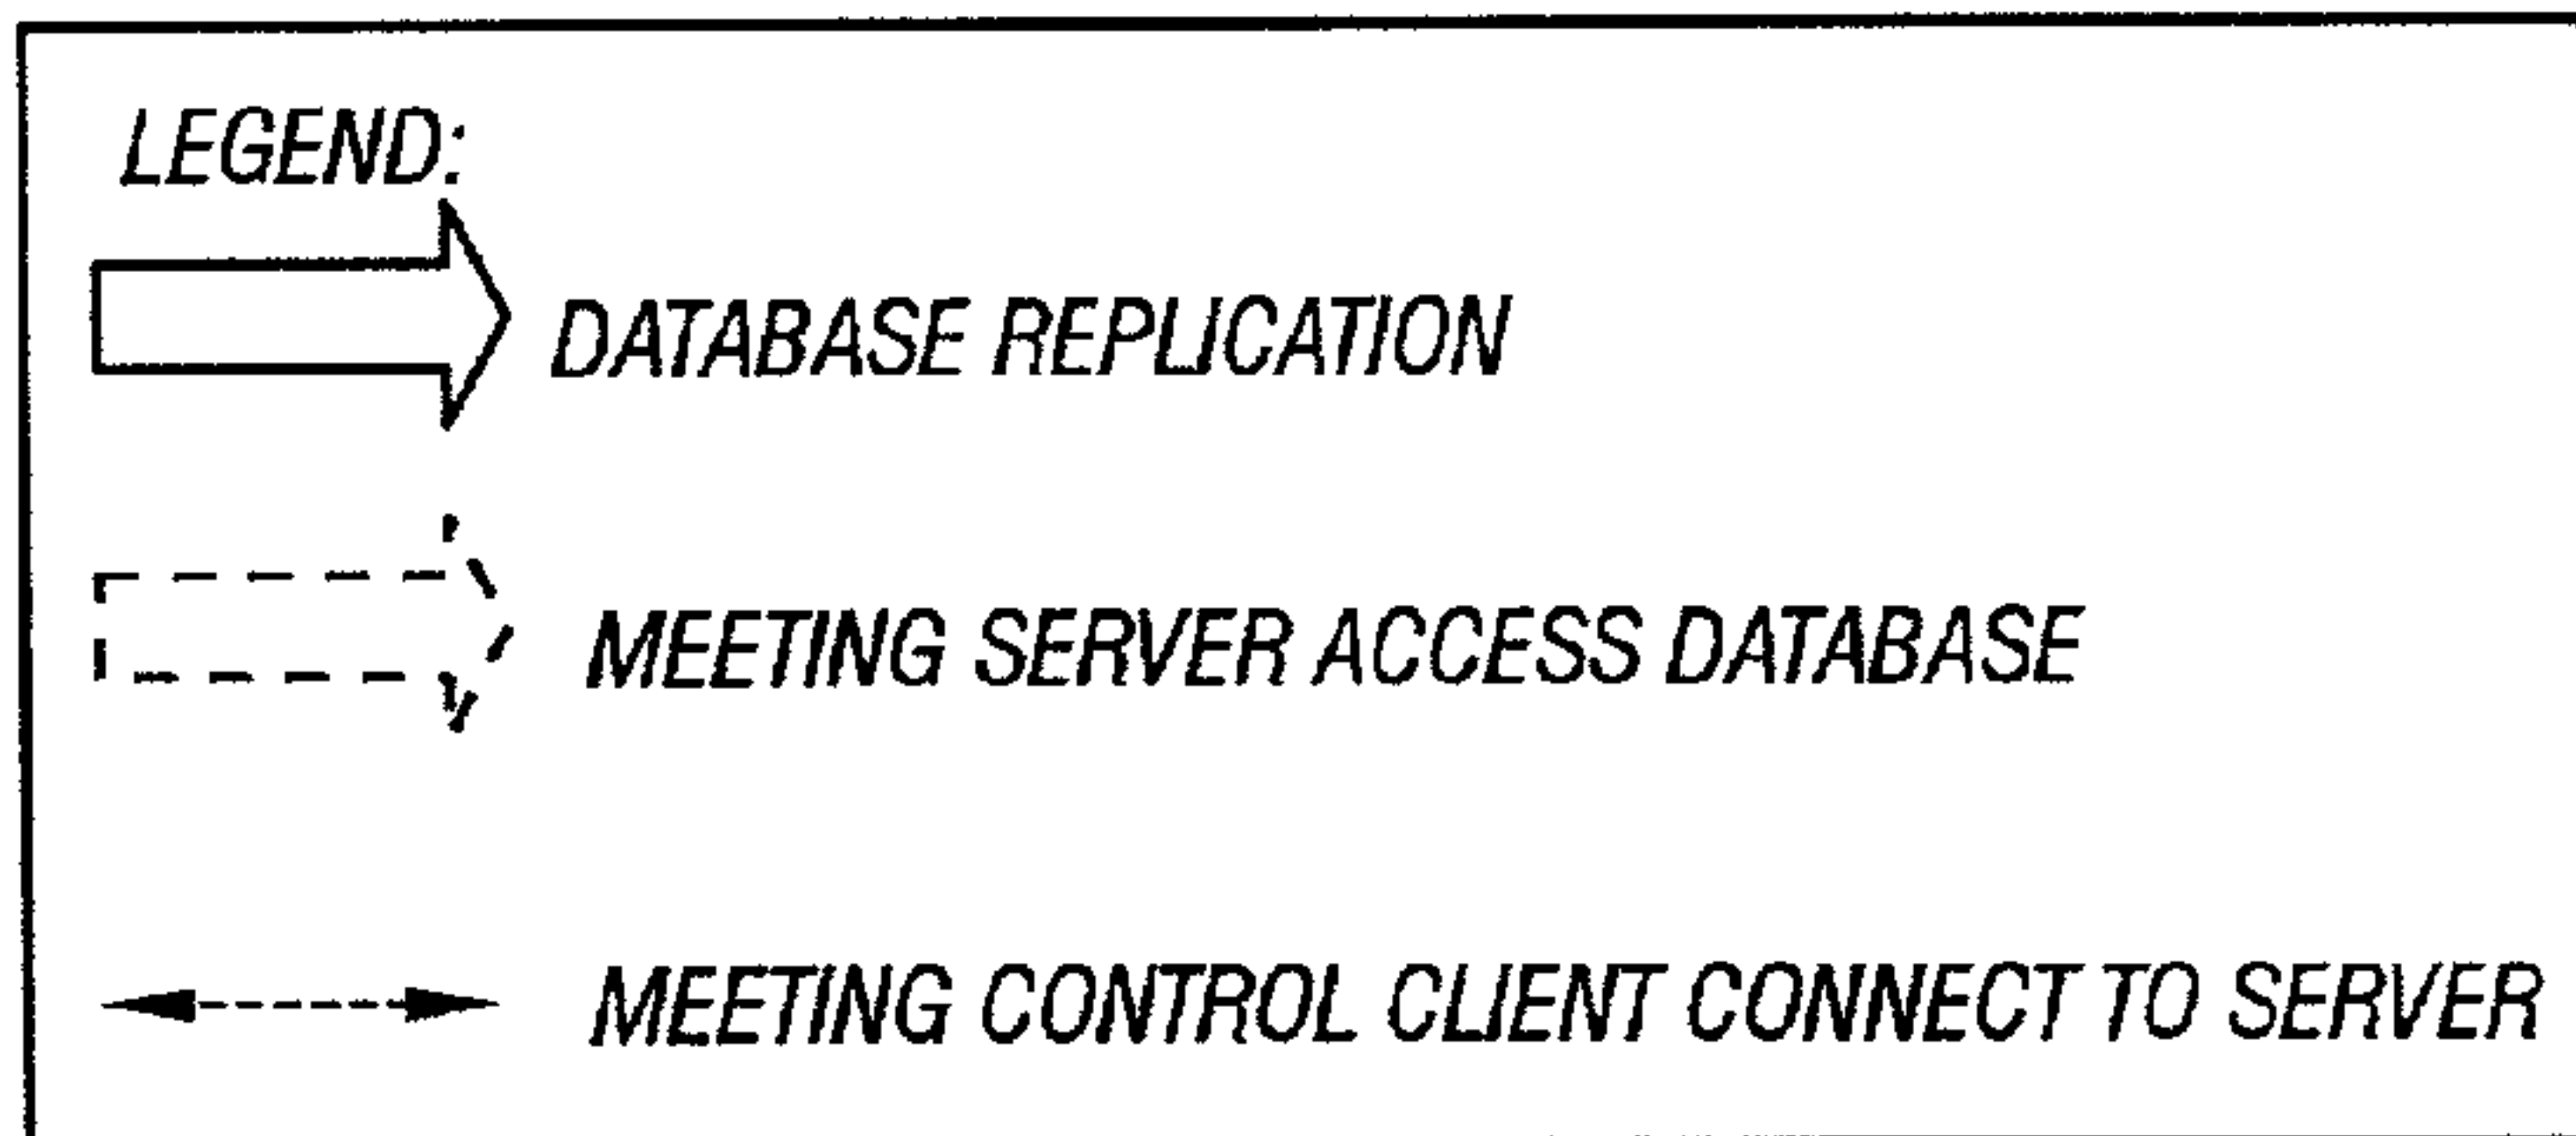 LEGEND:
DATABASE REPLICATION
MEETING SERVER ACCESS DATABASE
MEETING CONTROL CLIENT CONNECT TO SERVER